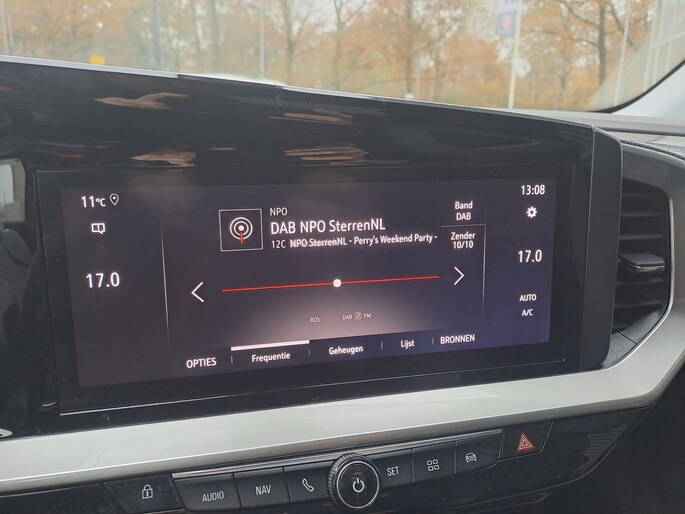 11°C
13:08
NPO
DAB NPO SterrenNL
12C NPO SterrenNL - Perry's Weekend Party -
Band
DAB
Zender
10/10
17.0
17.0
AUTO
A/C
RDS
DAB FM
OPTIES
Frequentie
Geheugen
Lijst
BRONNEN
AUDIO
NAV
SET